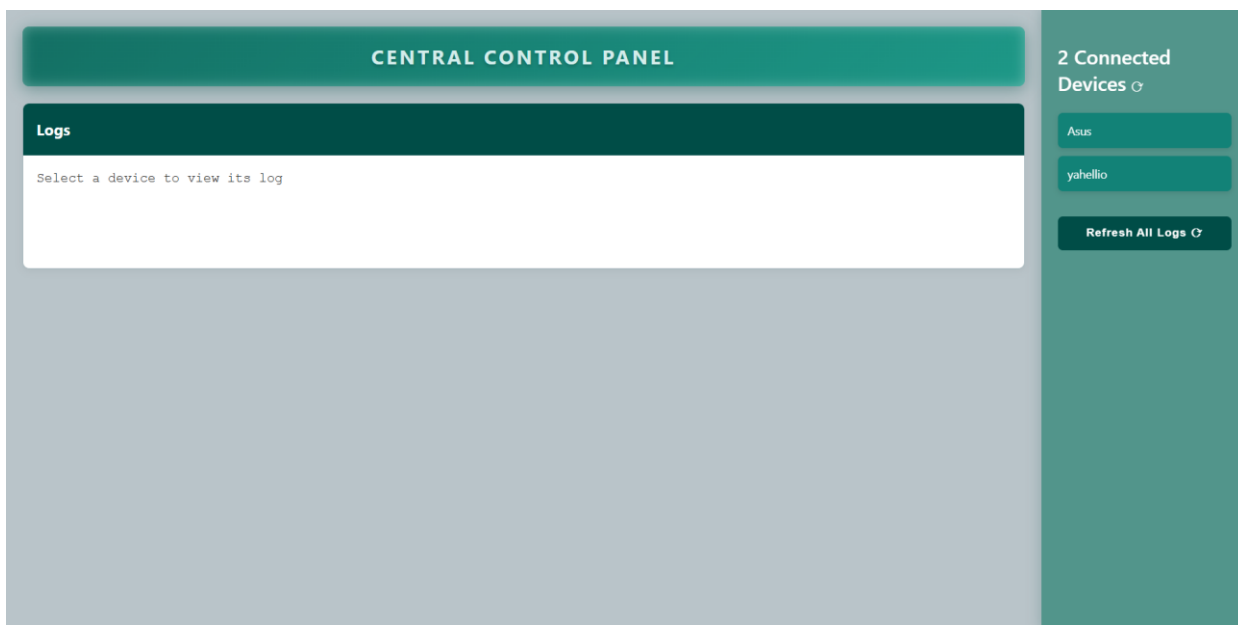 CENTRAL CONTROL PANEL
Logs
Select a device to view its log
2 Connected
Devices
Asus
yahellio
Refresh All Logs